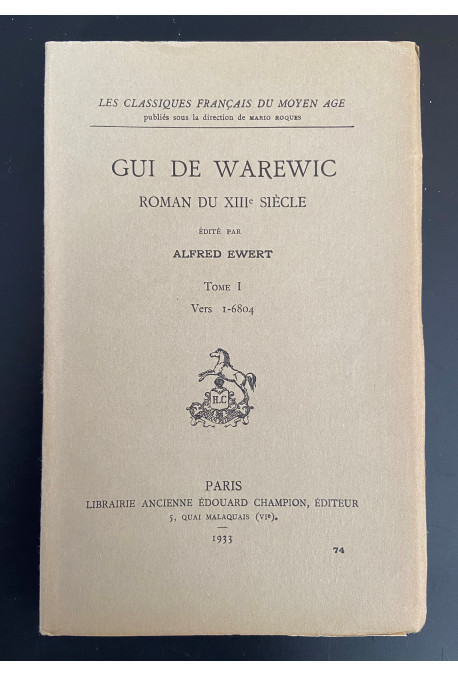 LES CLASSIQUES FRANÇAIS DU MOYEN AGE
publiés sous la direction de MARIO ROQUES
GUI DE WAREWIC
ROMAN DU XIIIe SIÈCLE
ÉDITÉ PAR
ALFRED EWERT
TOME I
Vers 1-6804
H.C
PARIS
LIBRAIRIE ANCIENNE ÉDOUARD CHAMPION, ÉDITEUR
5, QUAI MALAQUAIS (VIe).
1933
74